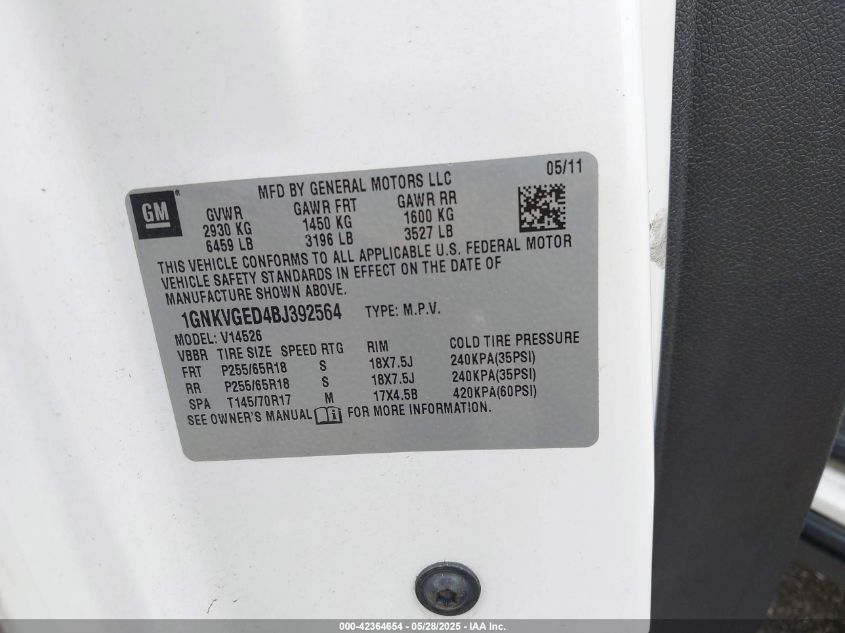 05/11
GM
MFD BY GENERAL MOTORS LLC
GVWR GAWR FRT GAWR RR
2930 KG 1450 KG 1600 KG
6459 LB 3196 LB 3527 LB
THIS VEHICLE CONFORMS TO ALL APPLICABLE U.S. FEDERAL MOTOR
VEHICLE SAFETY STANDARDS IN EFFECT ON THE DATE OF
MANUFACTURE SHOWN ABOVE.
1GNKVGED4BJ392564 TYPE: M.P.V.
MODEL: V14526
VBBR TIRE SIZE SPEED RTG RIM COLD TIRE PRESSURE
FRT P255/65R18 S 18X7.5J 240KPA(35PSI)
RR P255/65R18 S 18X7.5J 240KPA(35PSI)
SPA T145/70R17 M 17X4.5B 420KPA(60PSI)
SEE OWNER'S MANUAL i FOR MORE INFORMATION.
000-42364654 - 05/28/2025 - IAA Inc.